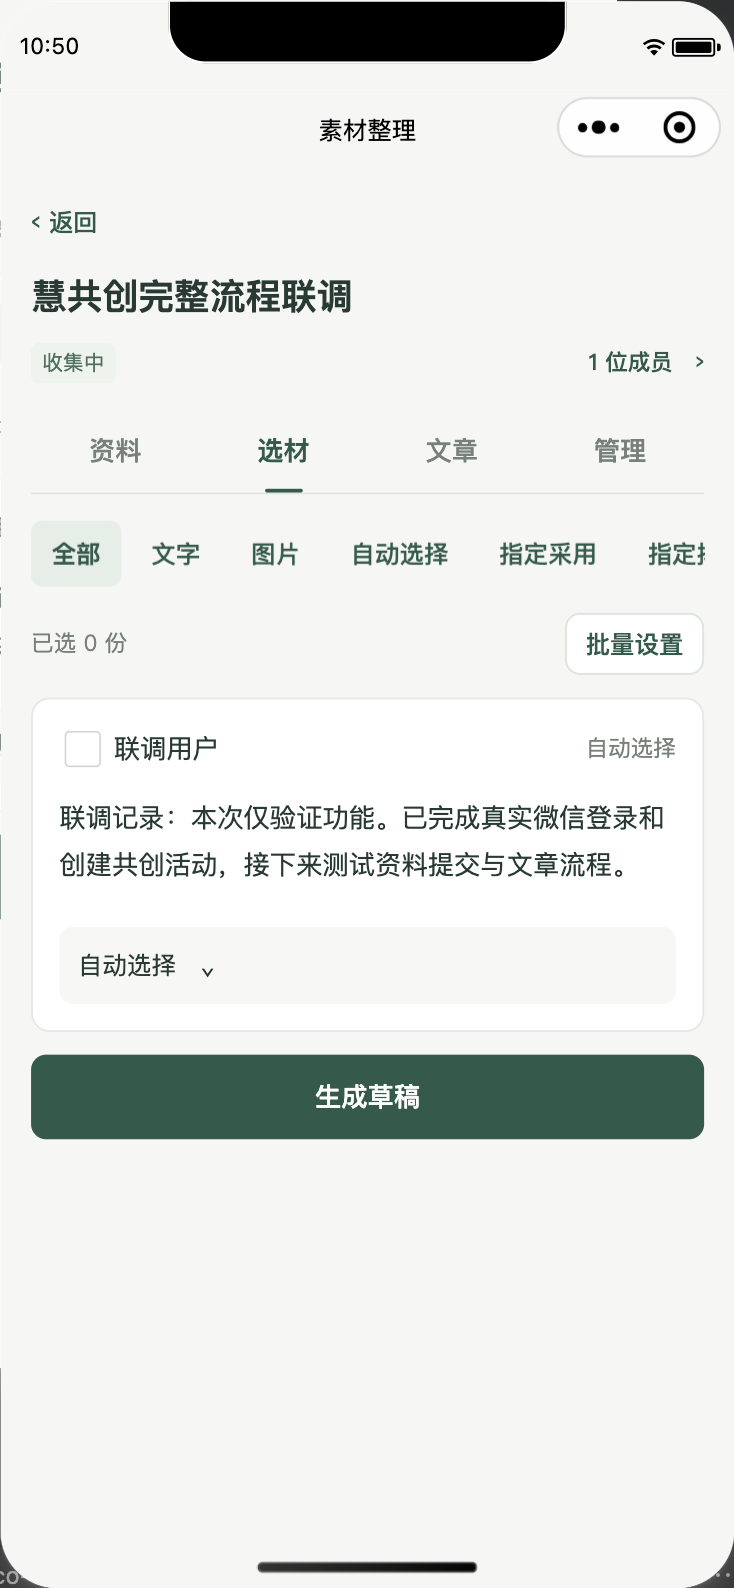 10:50
素材整理
‹ 返回
慧共创完整流程联调
收集中
1 位成员 ›
资料 选材 文章 管理
全部 文字 图片 自动选择 指定采用 指定
已选 0 份
批量设置
联调用户
自动选择
联调记录：本次仅验证功能。已完成真实微信登录和
创建共创活动，接下来测试资料提交与文章流程。
自动选择
生成草稿